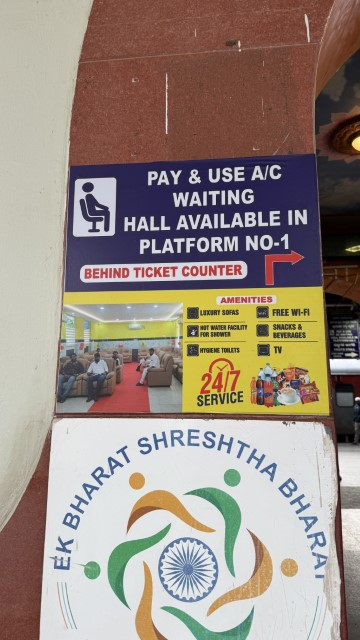 PAY & USE A/C
WAITING
HALL AVAILABLE IN
PLATFORM NO-1
BEHIND TICKET COUNTER
AMENITIES
LUXURY SOFAS
FREE WI-FI
HOT WATER FACILITY
FOR SHOWER
SNACKS &
BEVERAGES
HYGIENE TOILETS
TV
24/7
SERVICE
EK BHARAT SHRESHTHA BHARAT